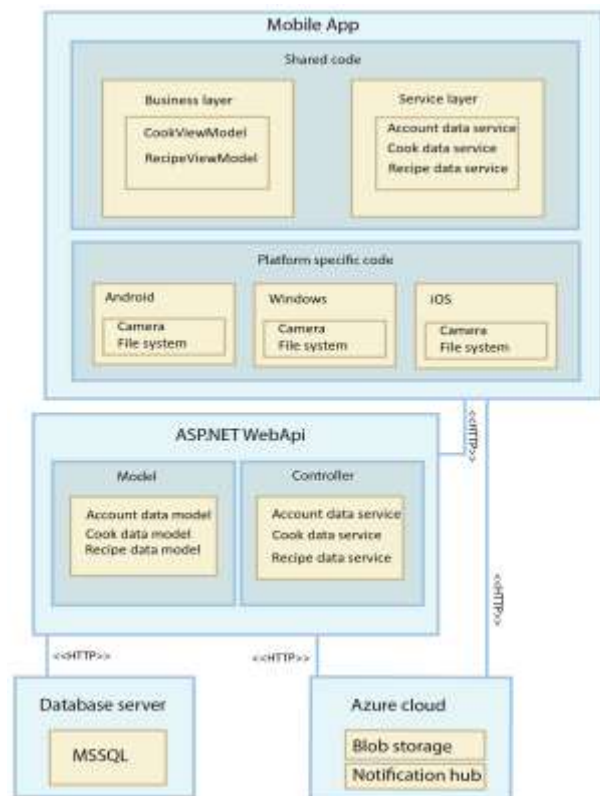 Mobile App
Shared code
Business layer
CookViewModel
RecipeViewModel
Service layer
Account data service
Cook data service
Recipe data service
Platform specific code
Android
Camera
File system
Windows
Camera
File system
iOS
Camera
File system
<<HTTP>>
ASP.NET WebApi
Model
Account data model
Cook data model
Recipe data model
Controller
Account data service
Cook data service
Recipe data service
<<HTTP>>
<<HTTP>>
<<HTTP>>
Database server
MSSQL
Azure cloud
Blob storage
Notification hub